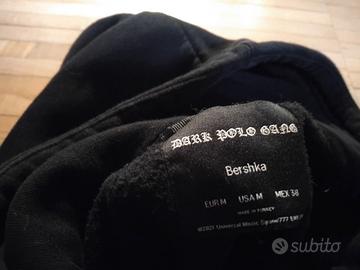 DARK POLO GANG
Bershka
EUR M USA M MEX 38
MADE IN TURKEY
©2021 Universal Music
subito